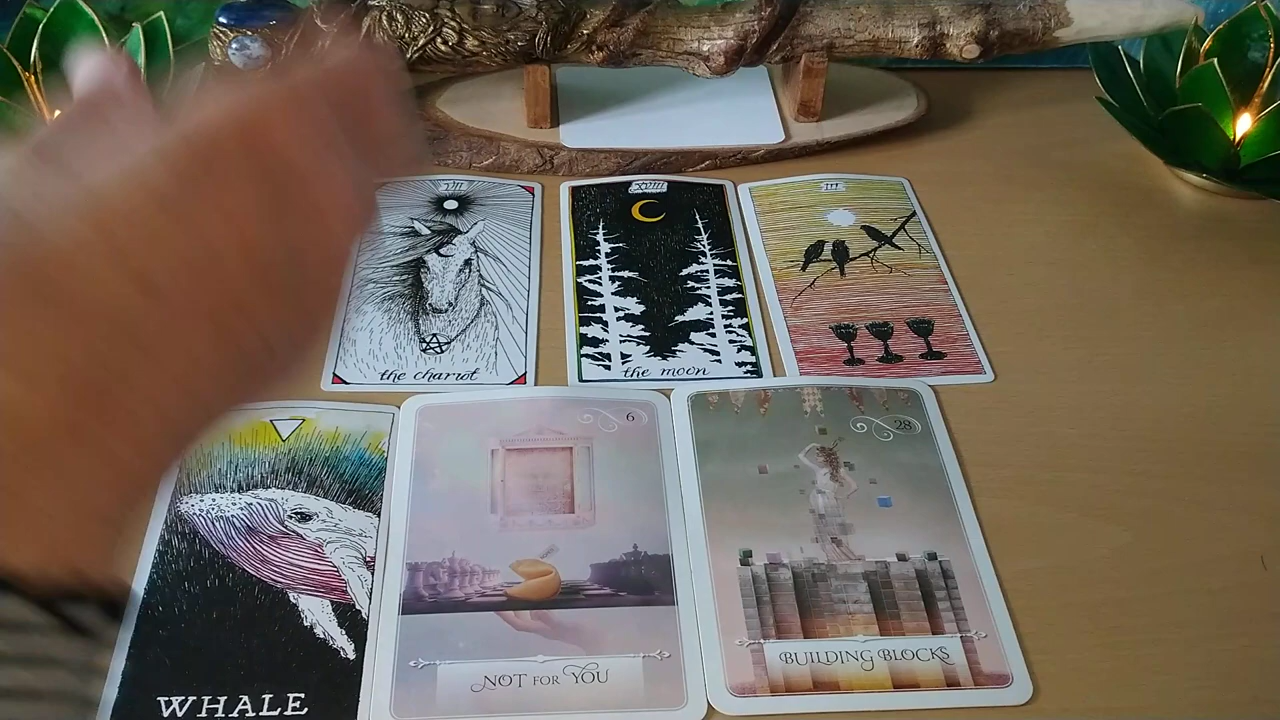 VII
XVIII
III
the chariot
the moon
6
28
WHALE
NOT FOR YOU
BUILDING BLOCKS